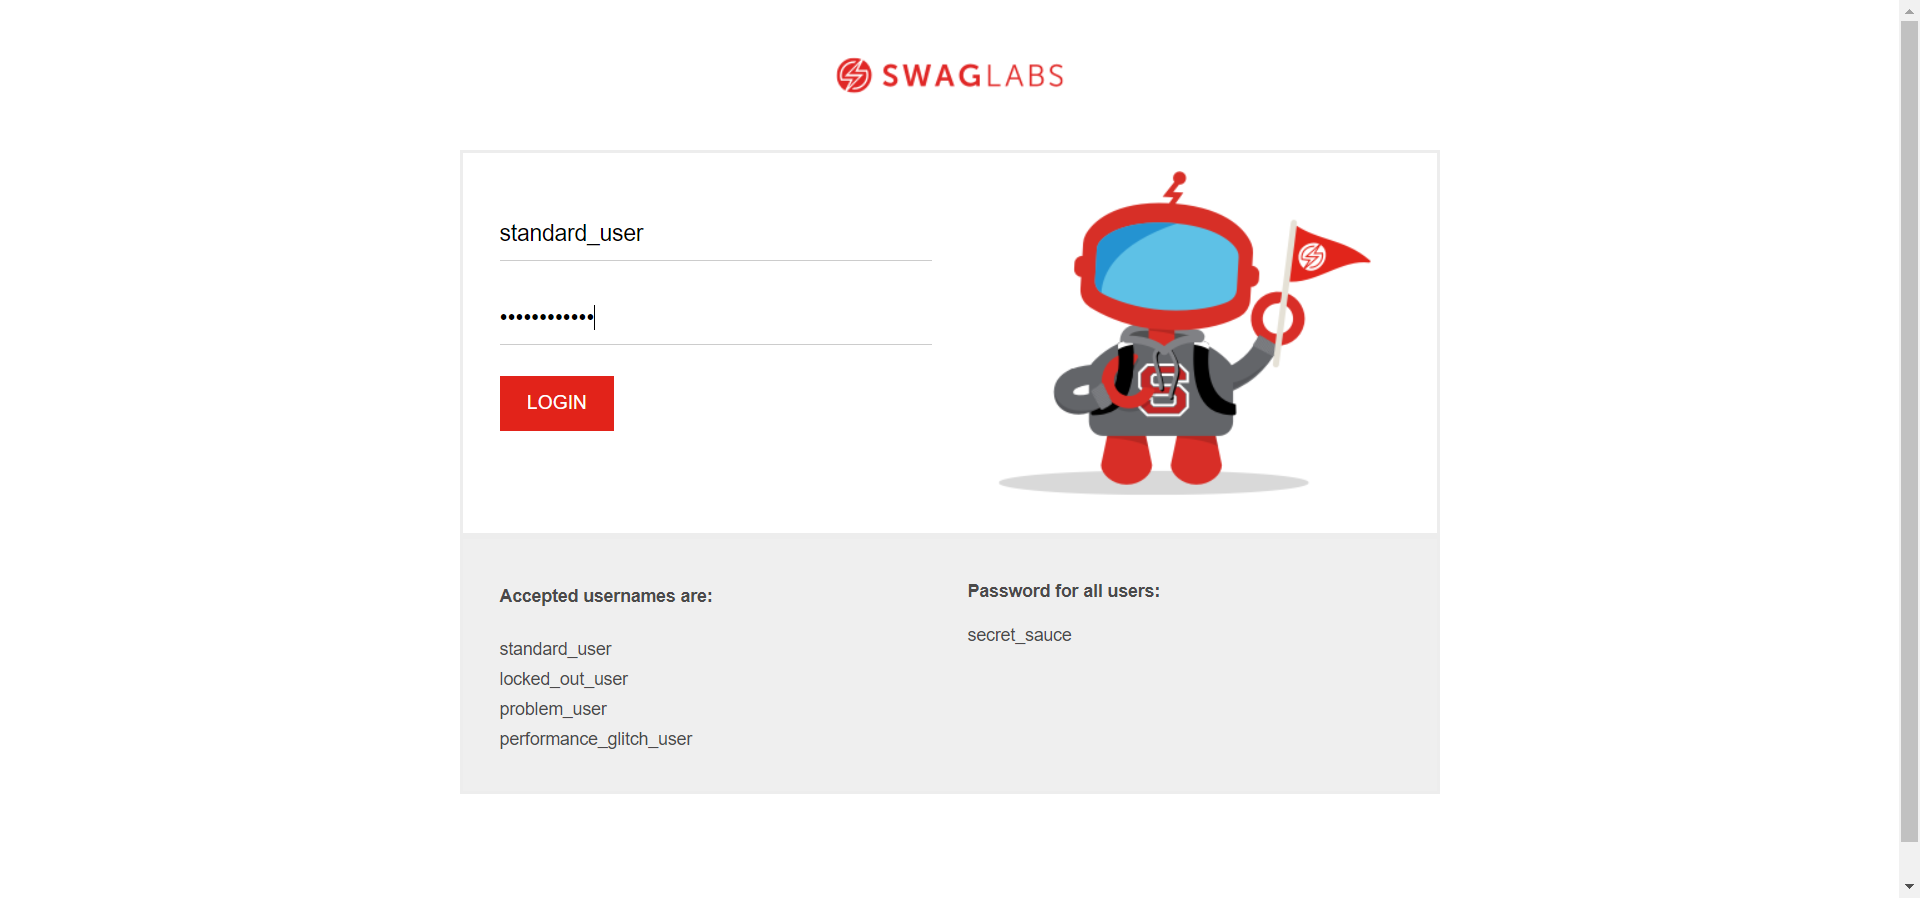 SWAGLABS
standard_user
••••••••••••
LOGIN
S
Accepted usernames are:
standard_user
locked_out_user
problem_user
performance_glitch_user
Password for all users:
secret_sauce